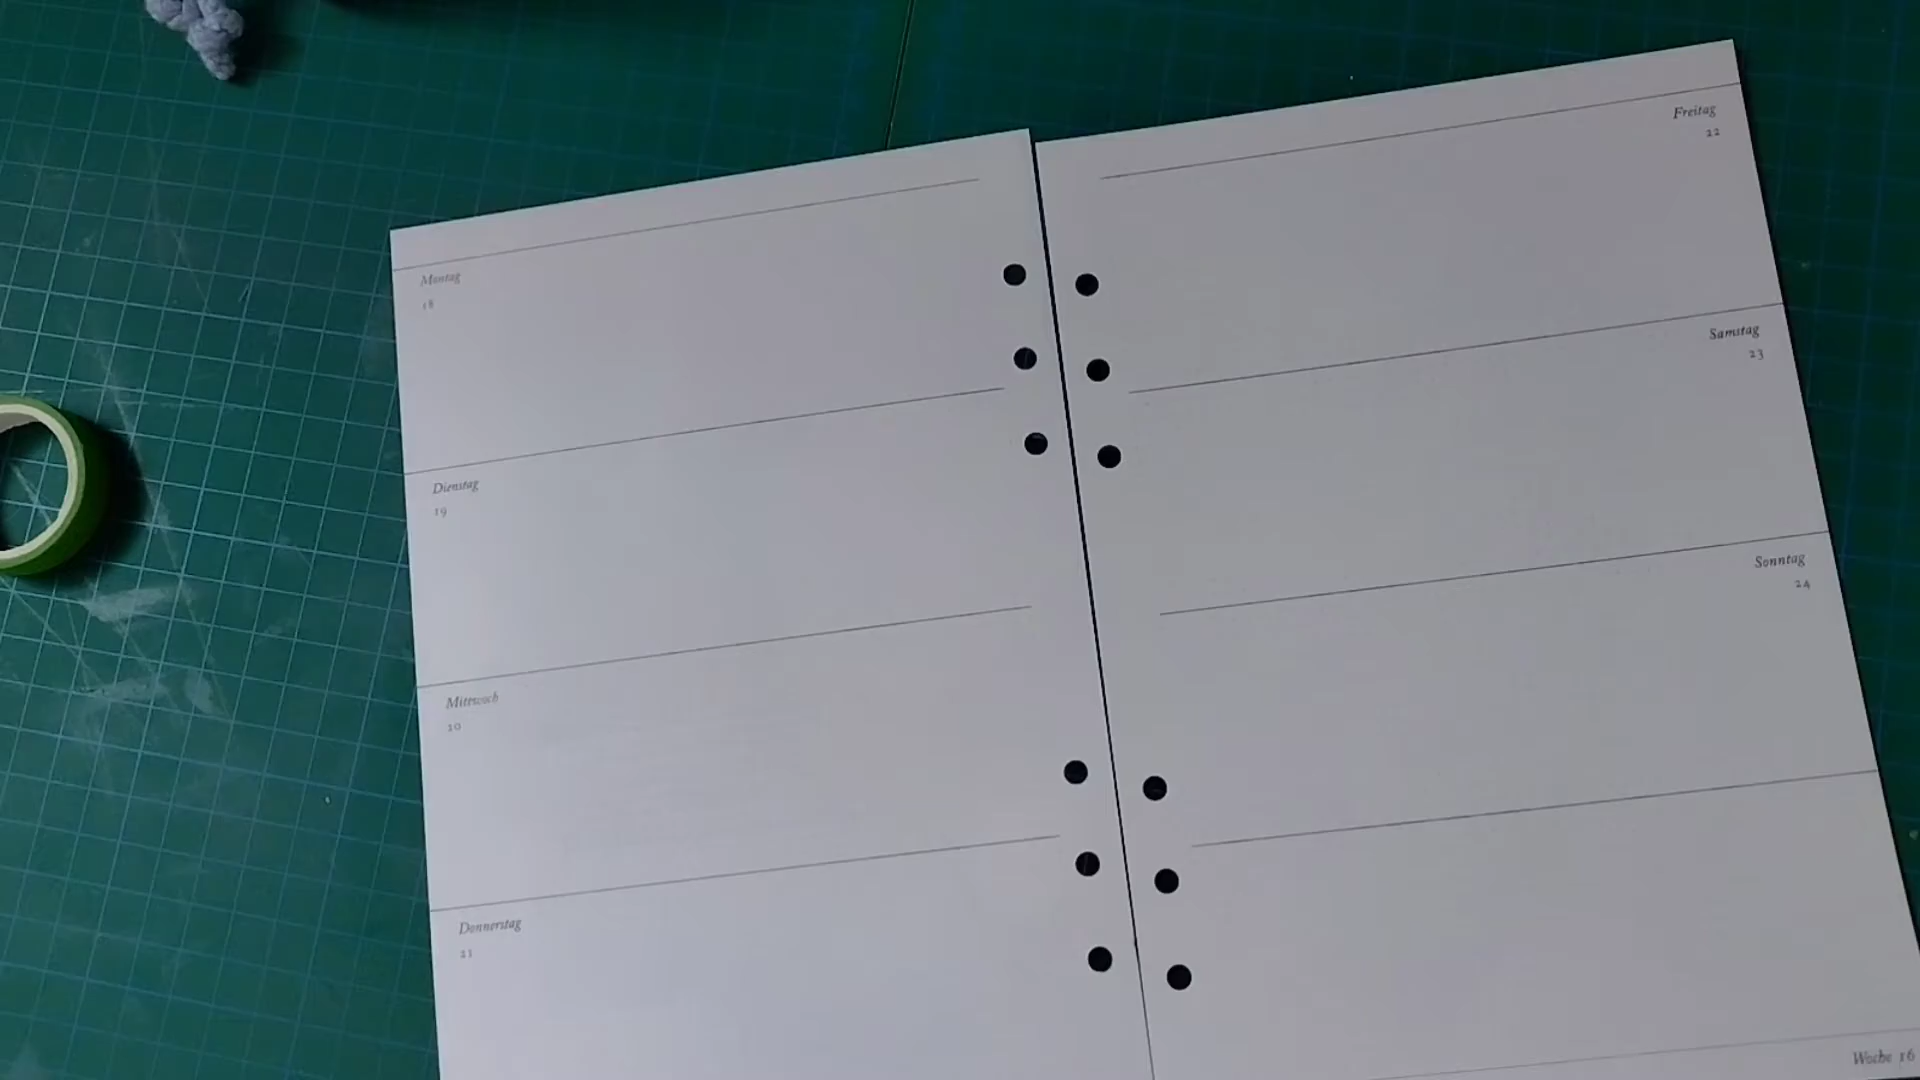 Montag
18
Dienstag
19
Mittwoch
20
Donnerstag
21
Freitag
22
Samstag
23
Sonntag
24
Woche 16